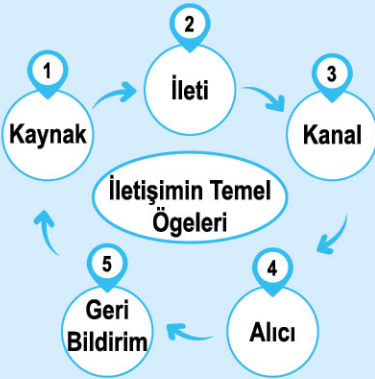 1
Kaynak
2
İleti
3
Kanal
İletişimin Temel
Ögeleri
4
Alıcı
5
Geri
Bildirim